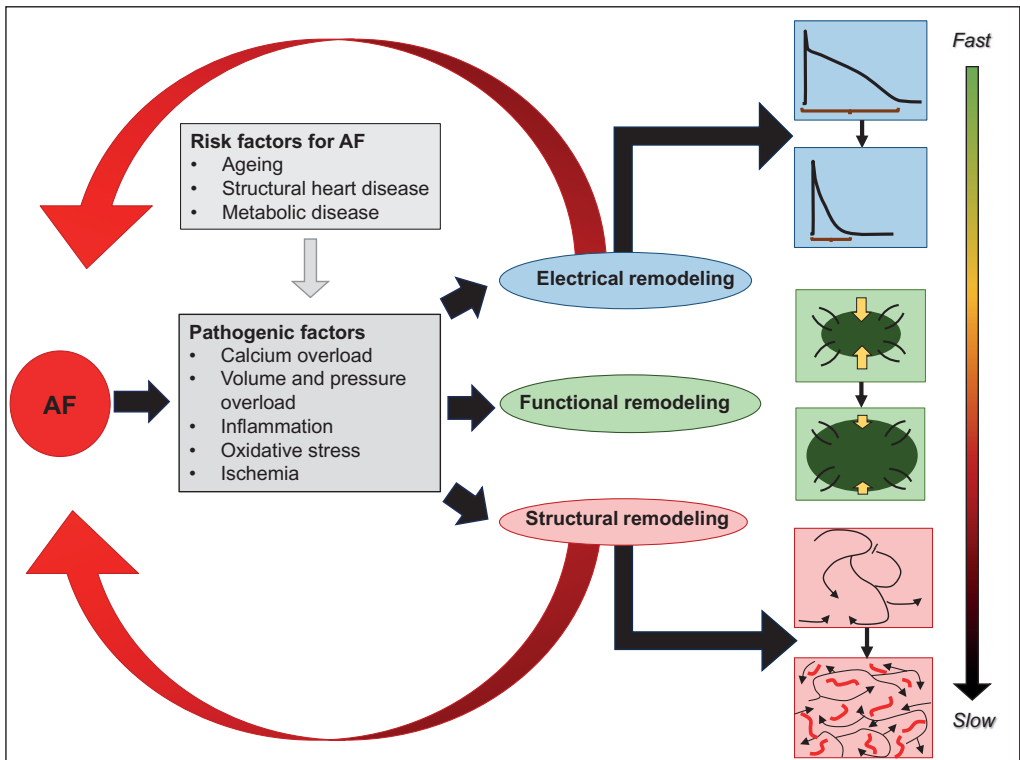 Fast
Risk factors for AF
• Ageing
• Structural heart disease
• Metabolic disease
Electrical remodeling
Pathogenic factors
• Calcium overload
• Volume and pressure
overload
• Inflammation
• Oxidative stress
• Ischemia
AF
Functional remodeling
Structural remodeling
Slow